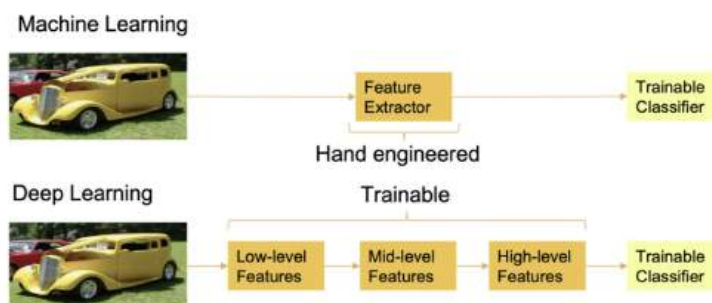 Machine Learning
Feature
Extractor
Trainable
Classifier
Hand engineered
Deep Learning
Trainable
Low-level
Features
Mid-level
Features
High-level
Features
Trainable
Classifier